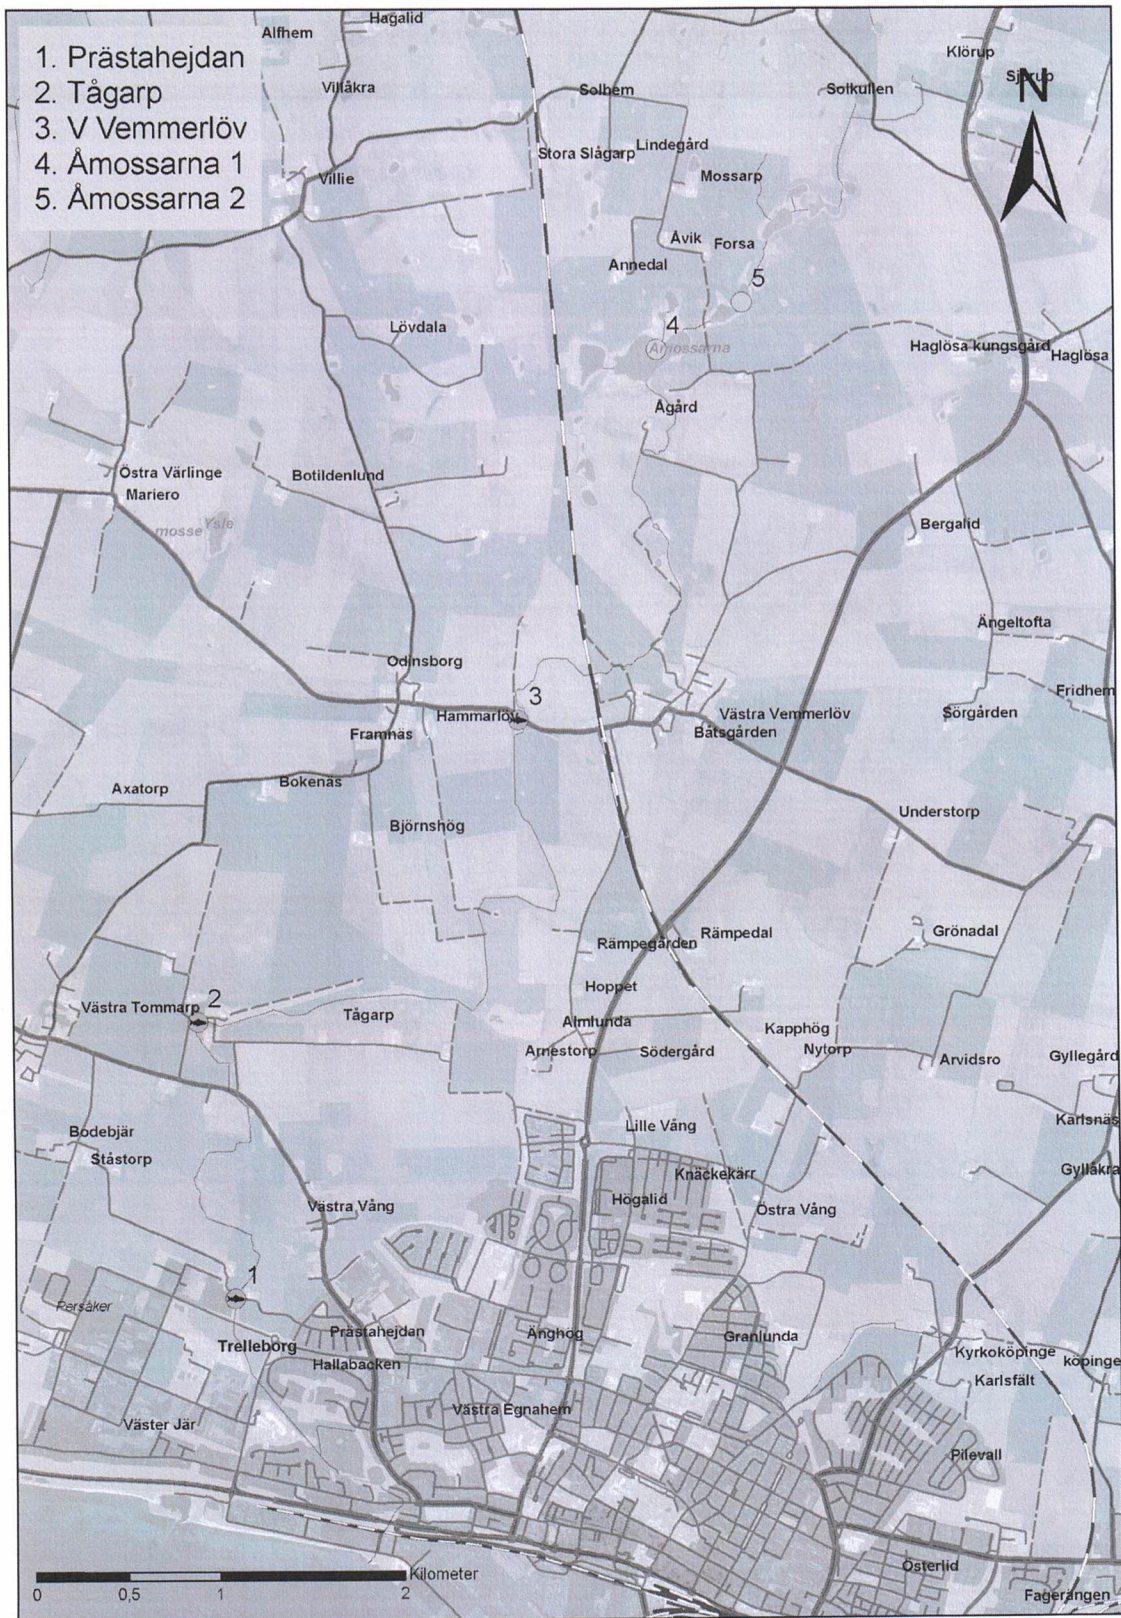 Hagalid
Alfhem
1. Prästahejdan
2. Tågarp
3. V Vemmerlöv
4. Åmossarna 1
5. Åmossarna 2
Klörup
Sjörup
N
Villåkra
Solhem
Solkullen
Stora Slågarp
Lindegård
Mossarp
Villie
Åvik
Forsa
Annedal
5
Lövdala
4
Åmossarna
Haglösa kungsgård
Haglösa
Ågård
Östra Värlinge
Mariero
Botildenlund
mosse
Ysle
Bergalid
Ängeltofta
Odinsborg
Fridhem
3
Hammarlöv
Västra Vemmerlöv
Sörgården
Framnäs
Båtsgården
Axatorp
Bokenäs
Understorp
Björnshög
Rämpegården
Rämpedal
Grönadal
Hoppet
Västra Tommarp
2
Tågarp
Almlunda
Kapphög
Arnestorp
Södergård
Nytorp
Arvidsro
Gyllegård
Karlsnäs
Bodebjär
Lille Vång
Ståstorp
Knäckekärr
Gyllåkra
Västra Vång
Högalid
Östra Vång
1
Persåker
Prästahejdan
Änghög
Granlunda
Trelleborg
Hallabacken
Kyrkoköpinge
köpinge
Karlsfält
Väster Jär
Västra Egnahem
Pilevall
Österlid
Kilometer
0
0,5
1
2
Fagerängen